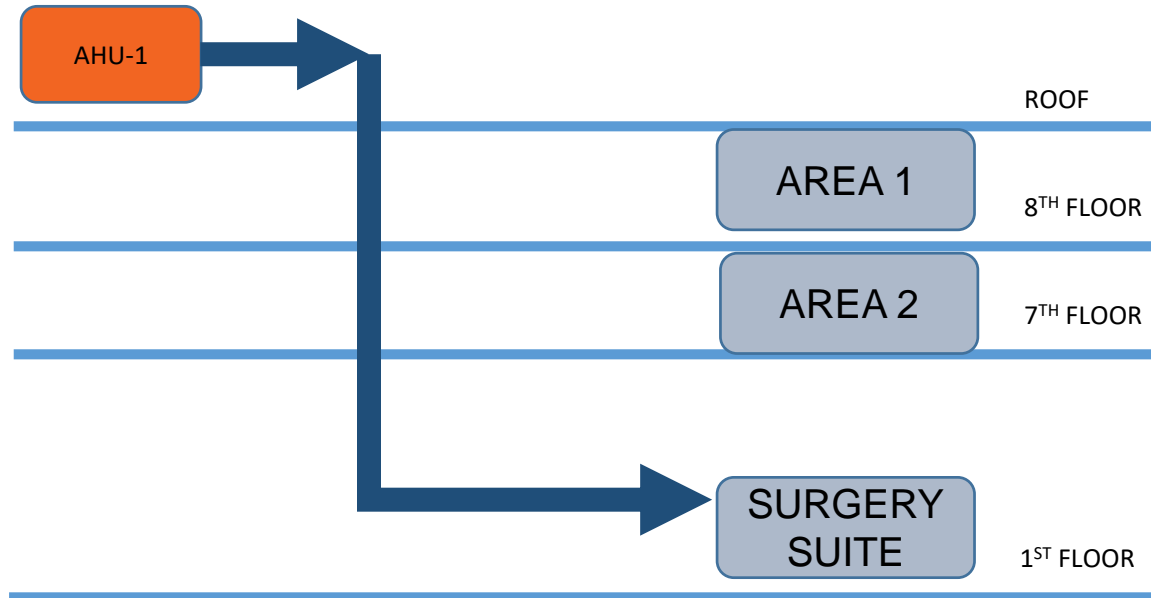 AHU-1
ROOF
AREA 1
8TH FLOOR
AREA 2
7TH FLOOR
SURGERY
SUITE
1ST FLOOR